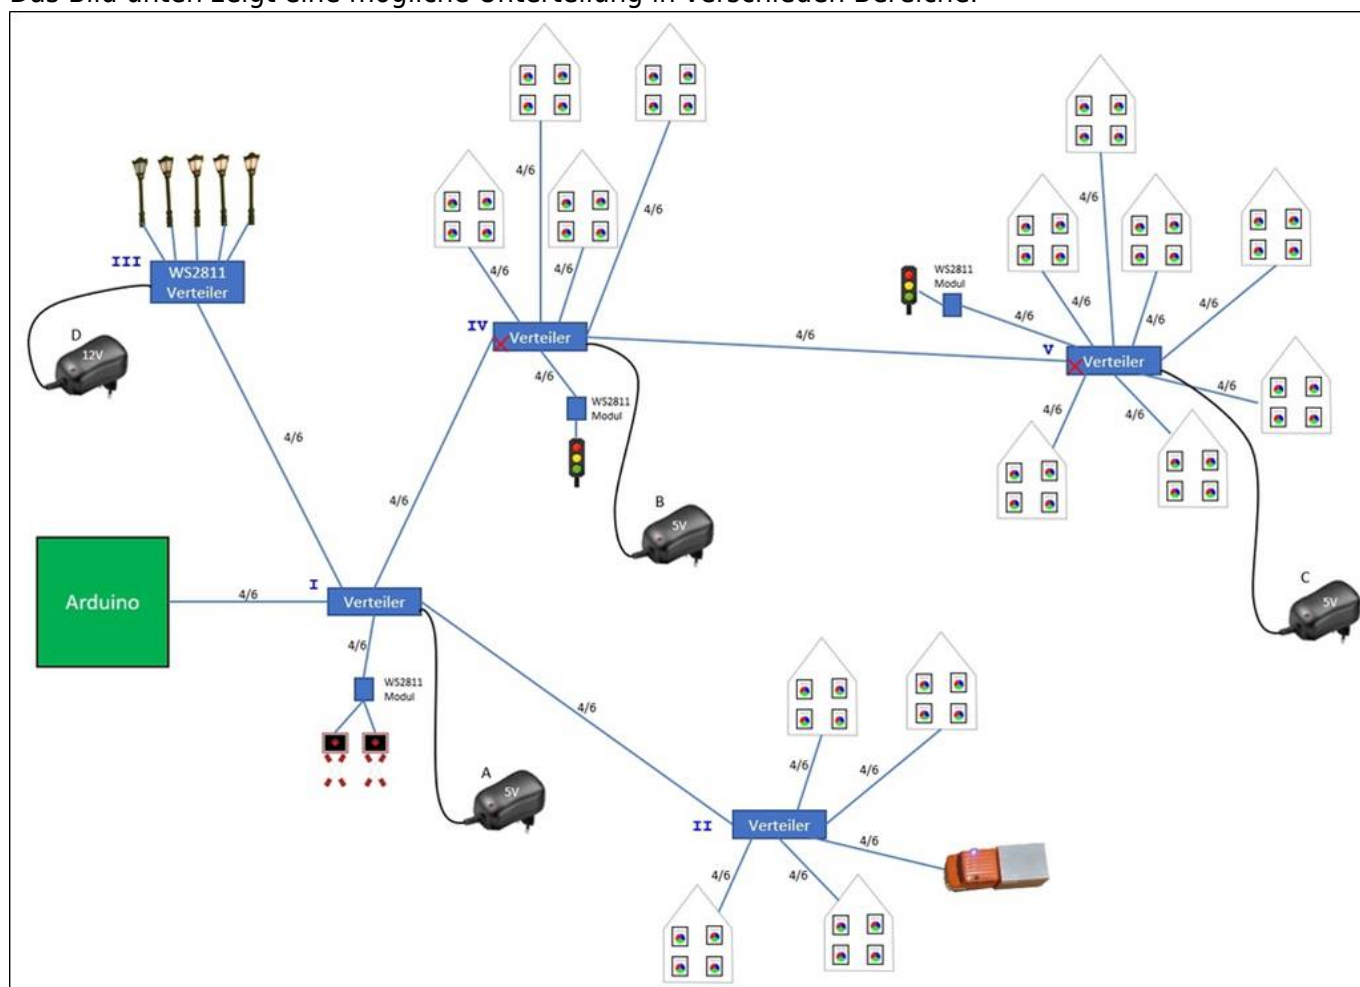 Das Bild unten zeigt eine mögliche Unterteilung in verschieden Bereiche.
4/6
4/6
4/6
4/6
4/6
4/6
III
WS2811
Verteiler
D
12V
IV
Verteiler
4/6
WS2811
Modul
4/6
WS2811
Modul
4/6
4/6
4/6
4/6
V
Verteiler
4/6
4/6
4/6
B
5V
C
5V
4/6
4/6
Arduino
4/6
I
Verteiler
4/6
WS2811
Modul
A
5V
4/6
4/6
4/6
II
Verteiler
4/6
4/6
4/6